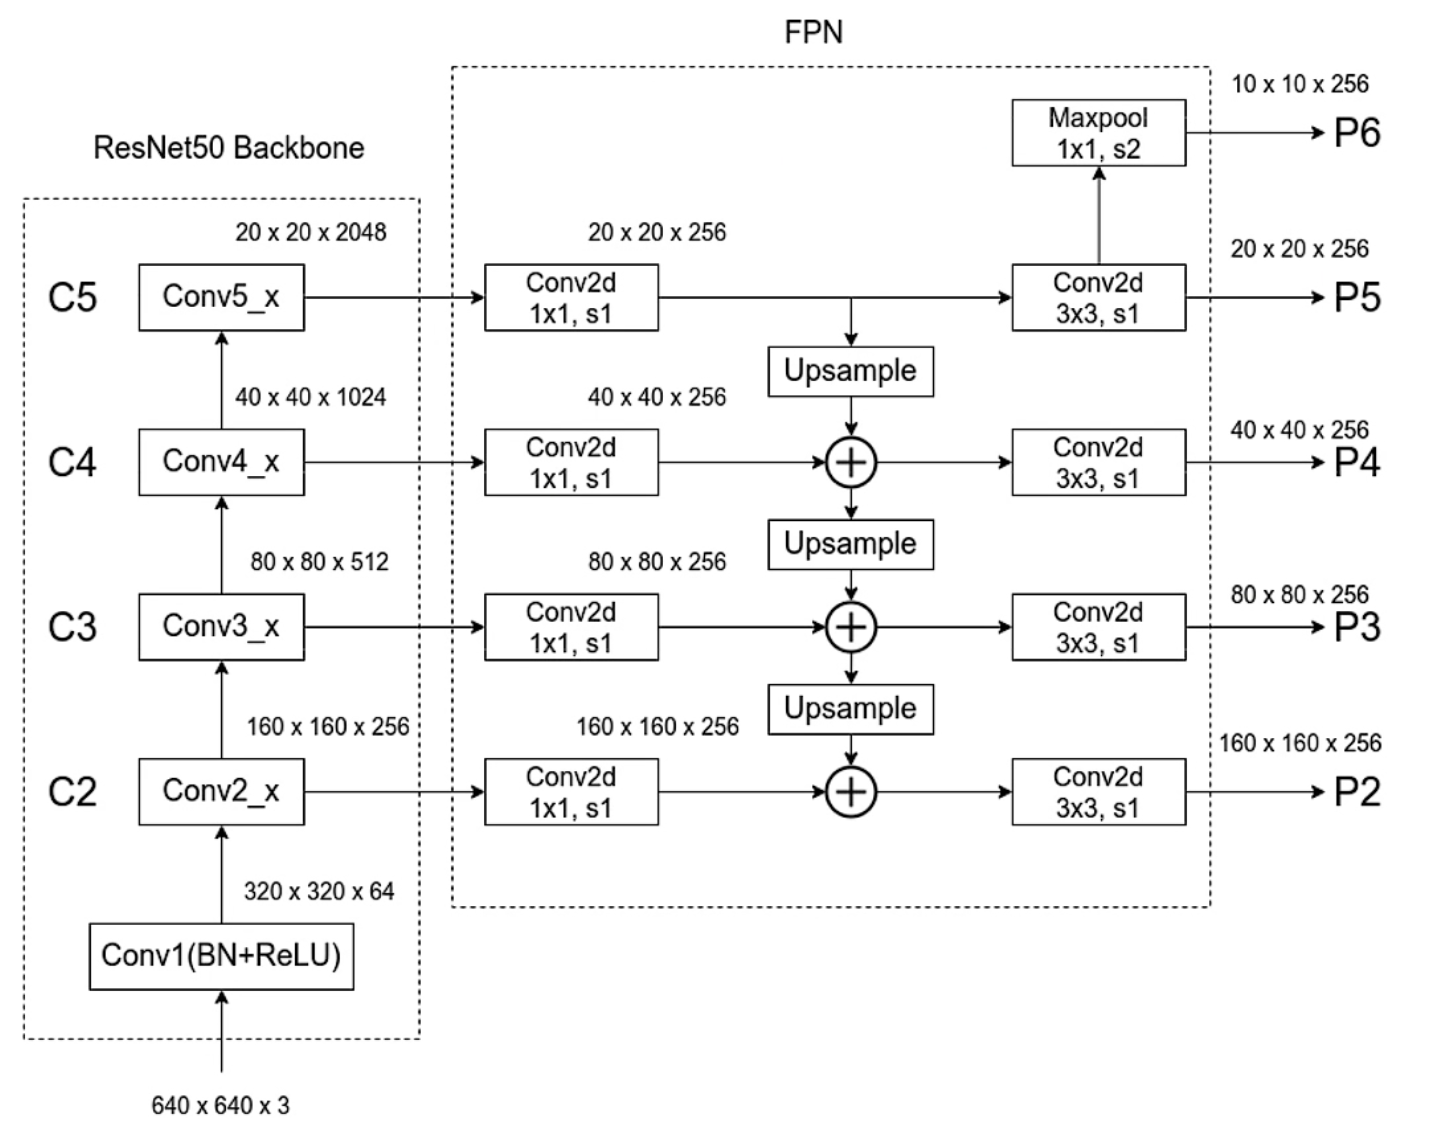 FPN
10 x 10 x 256
Maxpool
1x1, s2
P6
ResNet50 Backbone
20 x 20 x 2048
20 x 20 x 256
20 x 20 x 256
C5
Conv5_x
Conv2d
1x1, s1
Conv2d
3x3, s1
P5
Upsample
40 x 40 x 1024
40 x 40 x 256
40 x 40 x 256
C4
Conv4_x
Conv2d
1x1, s1
Conv2d
3x3, s1
P4
Upsample
80 x 80 x 512
80 x 80 x 256
80 x 80 x 256
C3
Conv3_x
Conv2d
1x1, s1
Conv2d
3x3, s1
P3
Upsample
160 x 160 x 256
160 x 160 x 256
160 x 160 x 256
C2
Conv2_x
Conv2d
1x1, s1
Conv2d
3x3, s1
P2
320 x 320 x 64
Conv1(BN+ReLU)
640 x 640 x 3